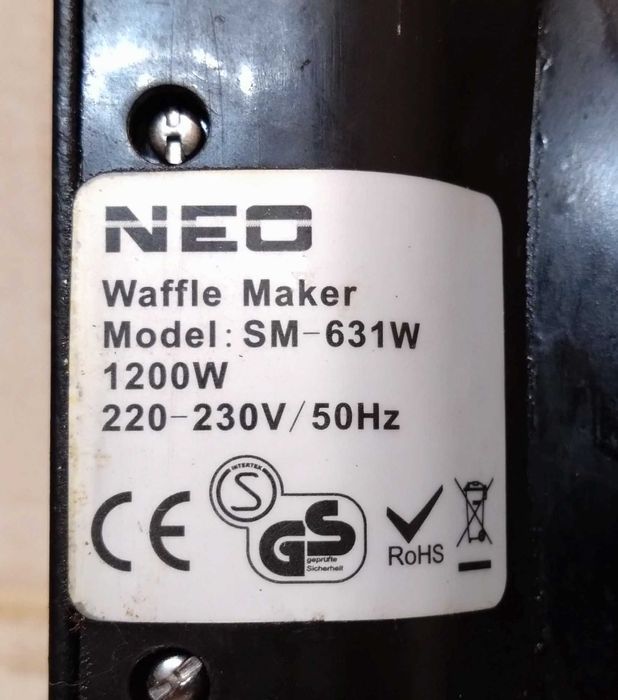 NEO
Waffle Maker
Model: SM-631W
1200W
220-230V/50Hz
CE
INTERTEK
S
GS
geprüfte
Sicherheit
RoHS